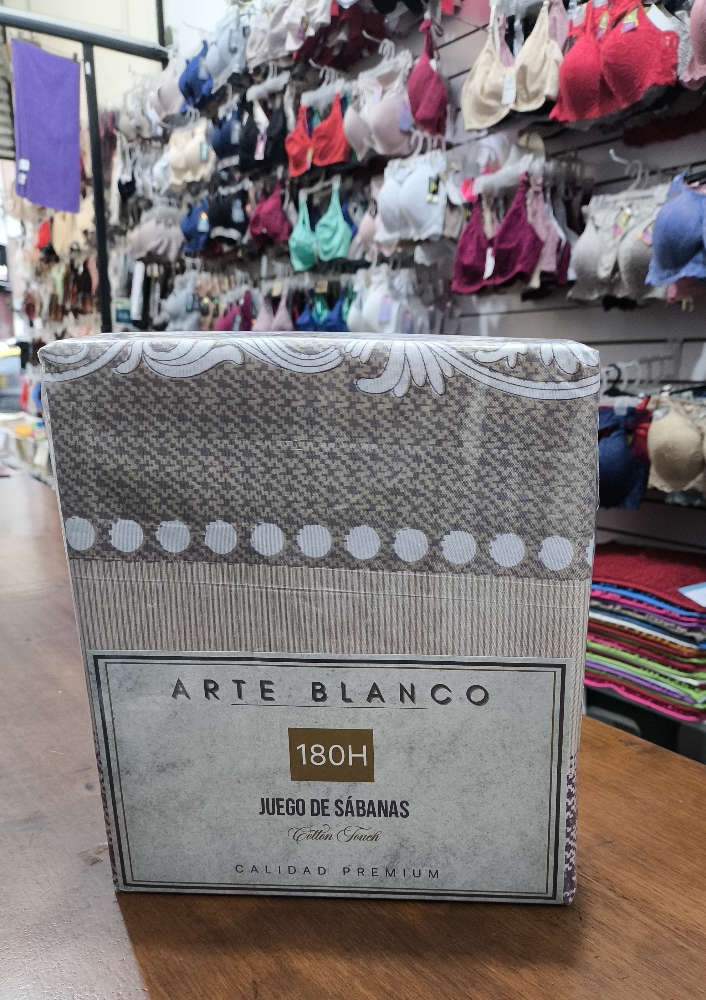 ARTE BLANCO
180H
JUEGO DE SÁBANAS
Cotton Touch
CALIDAD PREMIUM